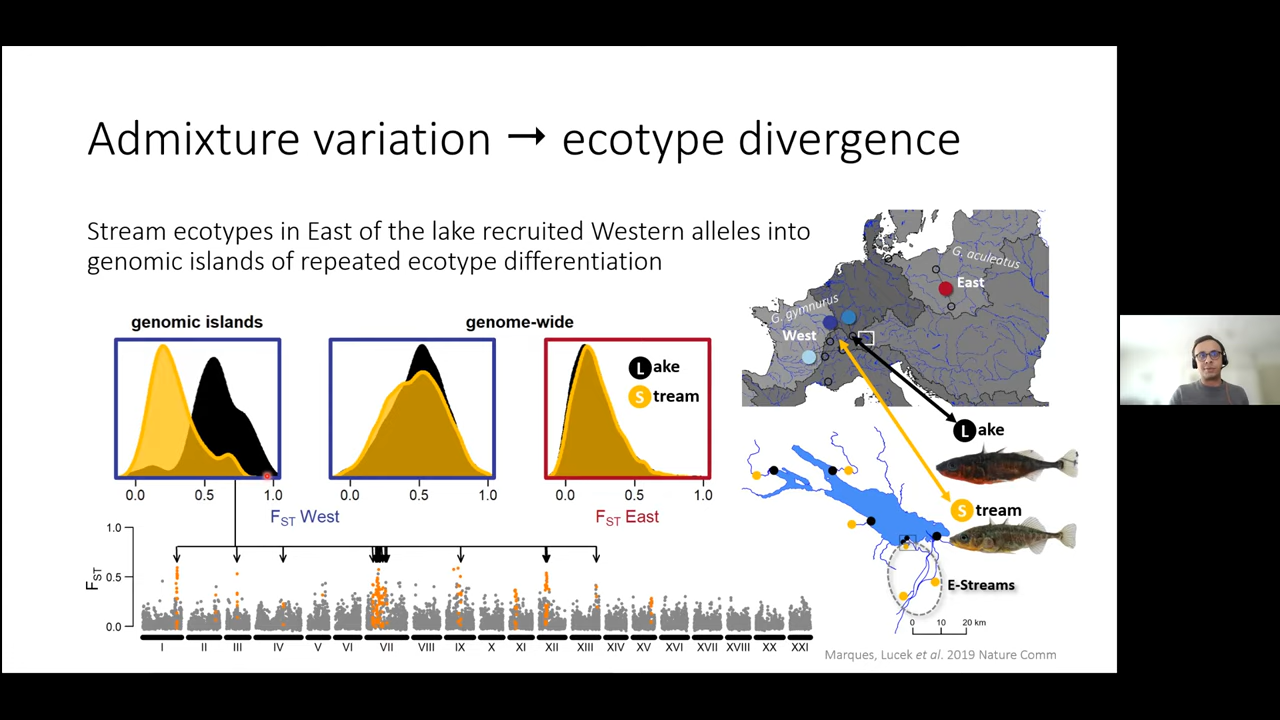 Admixture variation → ecotype divergence
Stream ecotypes in East of the lake recruited Western alleles into
genomic islands of repeated ecotype differentiation
genomic islands
genome-wide
Lake
Stream
0.0 0.5 1.0
0.0 0.5 1.0
0.0 0.5 1.0
FST West
FST East
FST
1.0
0.5
0.0
I II III IV V VI VII VIII IX X XI XII XIII XIV XV XVI XVII XVIII XX XXI
G. aculeatus
East
G. gymnurus
West
Lake
Stream
E-Streams
0 10 20 km
Marques, Lucek et al. 2019 Nature Comm